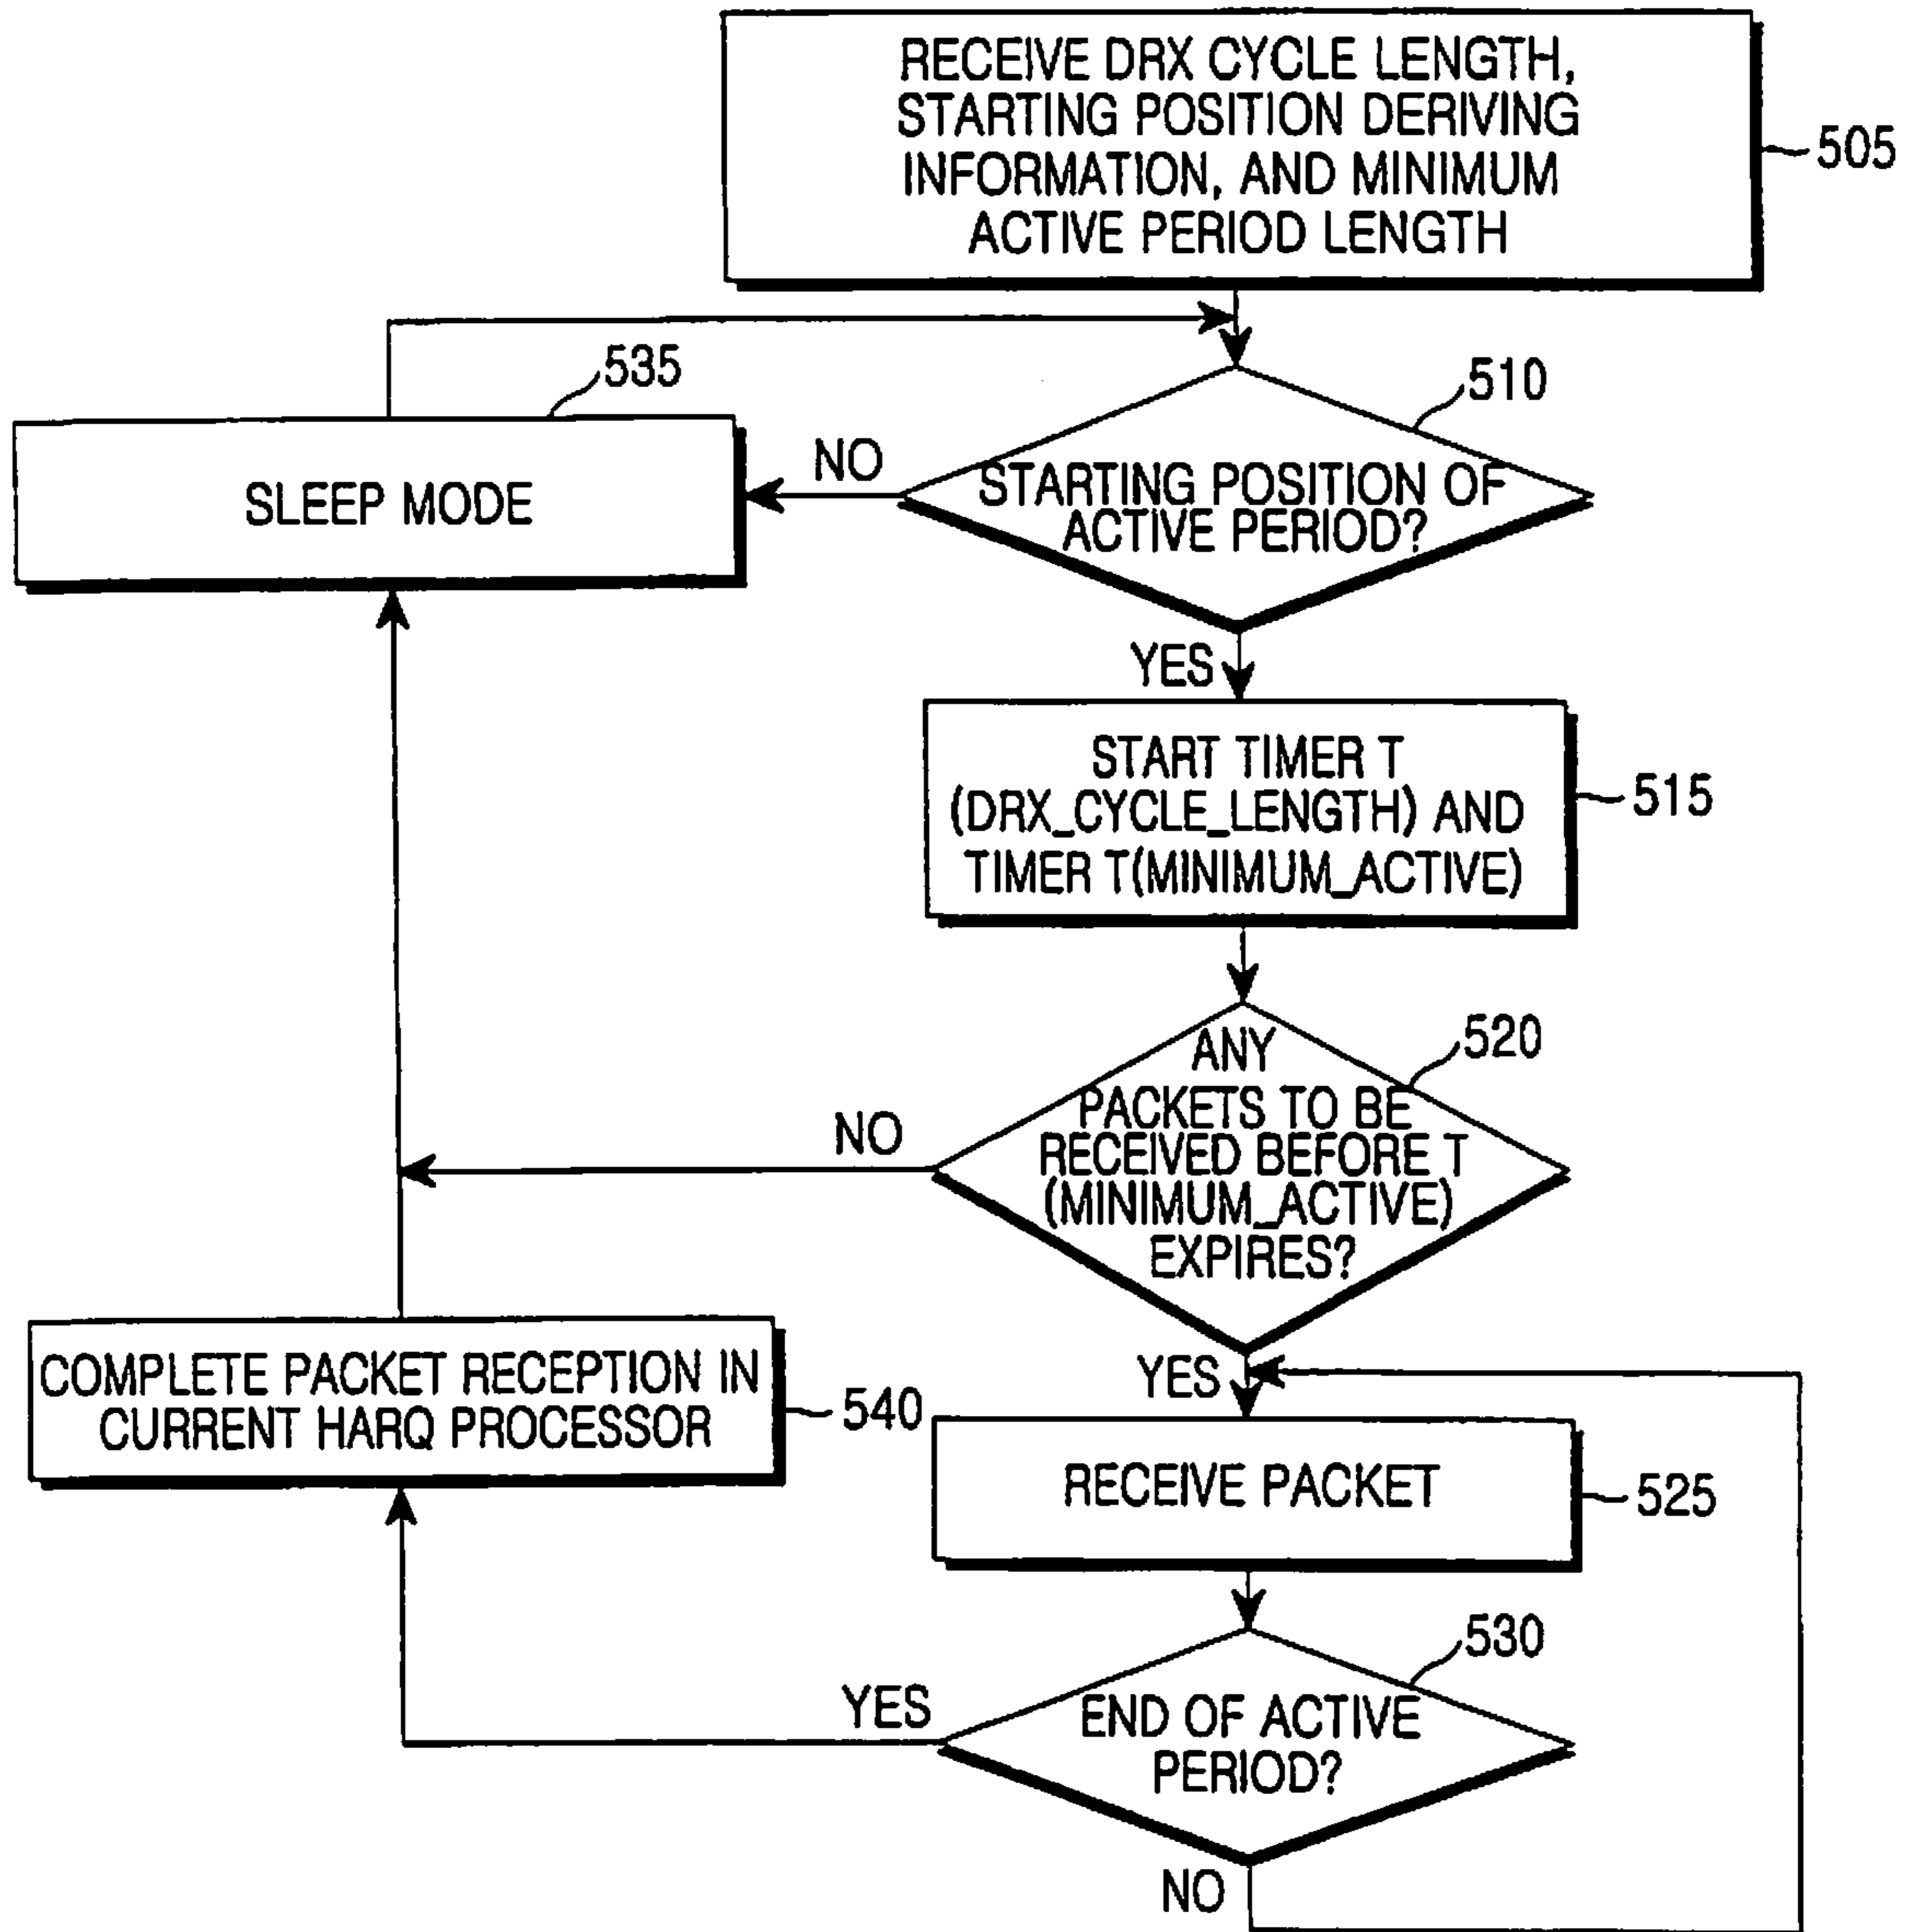 RECEIVE DRX CYCLE LENGTH,
STARTING POSITION DERIVING
INFORMATION, AND MINIMUM
ACTIVE PERIOD LENGTH
505
535
510
SLEEP MODE
NO
STARTING POSITION OF
ACTIVE PERIOD?
YES
START TIMER T
(DRX_CYCLE_LENGTH) AND
TIMER T(MINIMUM_ACTIVE)
515
ANY
PACKETS TO BE
RECEIVED BEFORE T
(MINIMUM_ACTIVE)
EXPIRES?
520
NO
YES
COMPLETE PACKET RECEPTION IN
CURRENT HARQ PROCESSOR
540
RECEIVE PACKET
525
530
YES
END OF ACTIVE
PERIOD?
NO